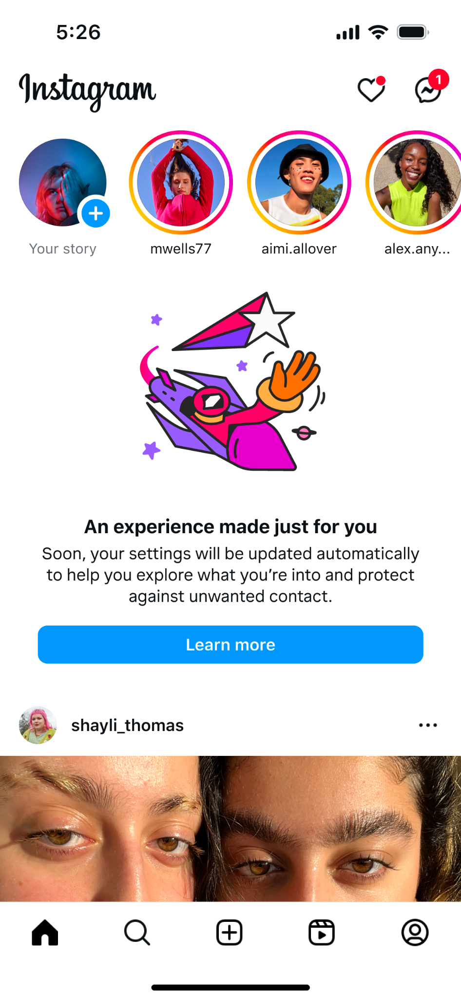 5:26
Instagram
1
Your story
mwells77
aimi.allover
alex.any...
An experience made just for you
Soon, your settings will be updated automatically
to help you explore what you’re into and protect
against unwanted contact.
Learn more
shayli_thomas